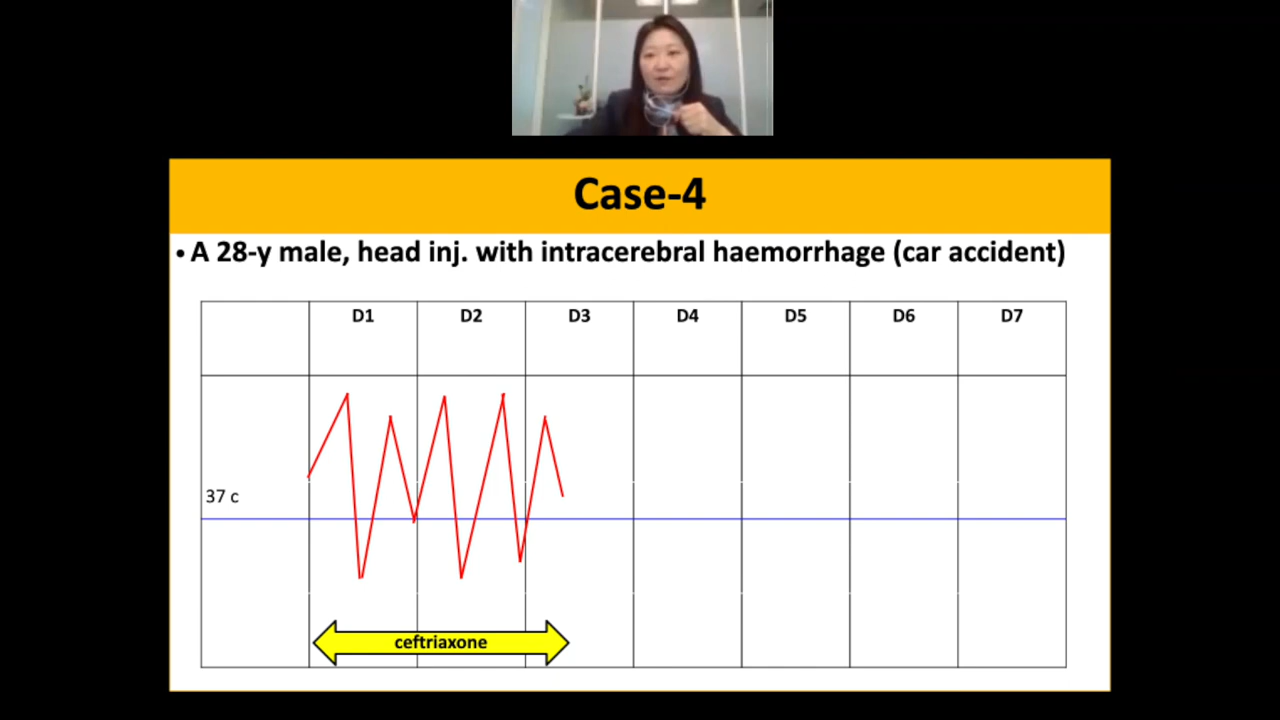 Case-4
• A 28-y male, head inj. with intracerebral haemorrhage (car accident)
D1 D2 D3 D4 D5 D6 D7
37 c
ceftriaxone